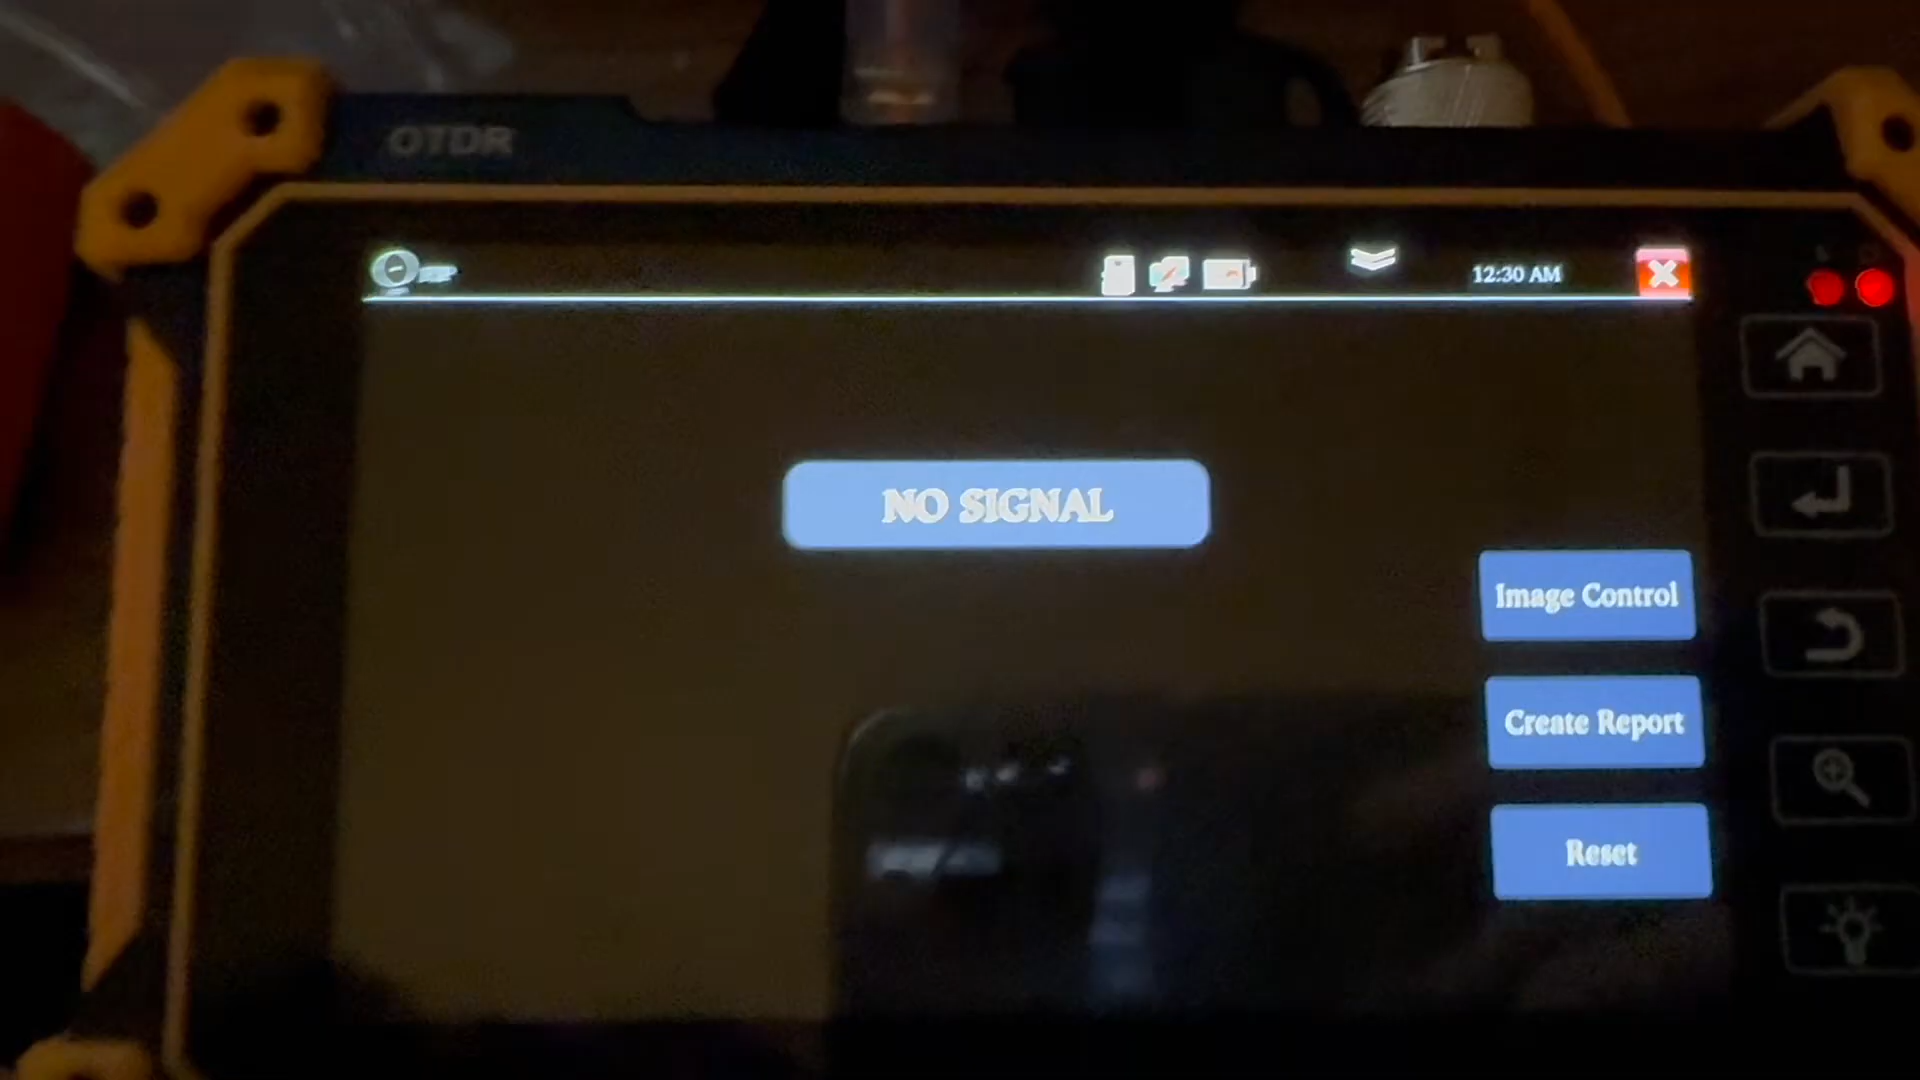 OTDR
12:30 AM
NO SIGNAL
Image Control
Create Report
Reset